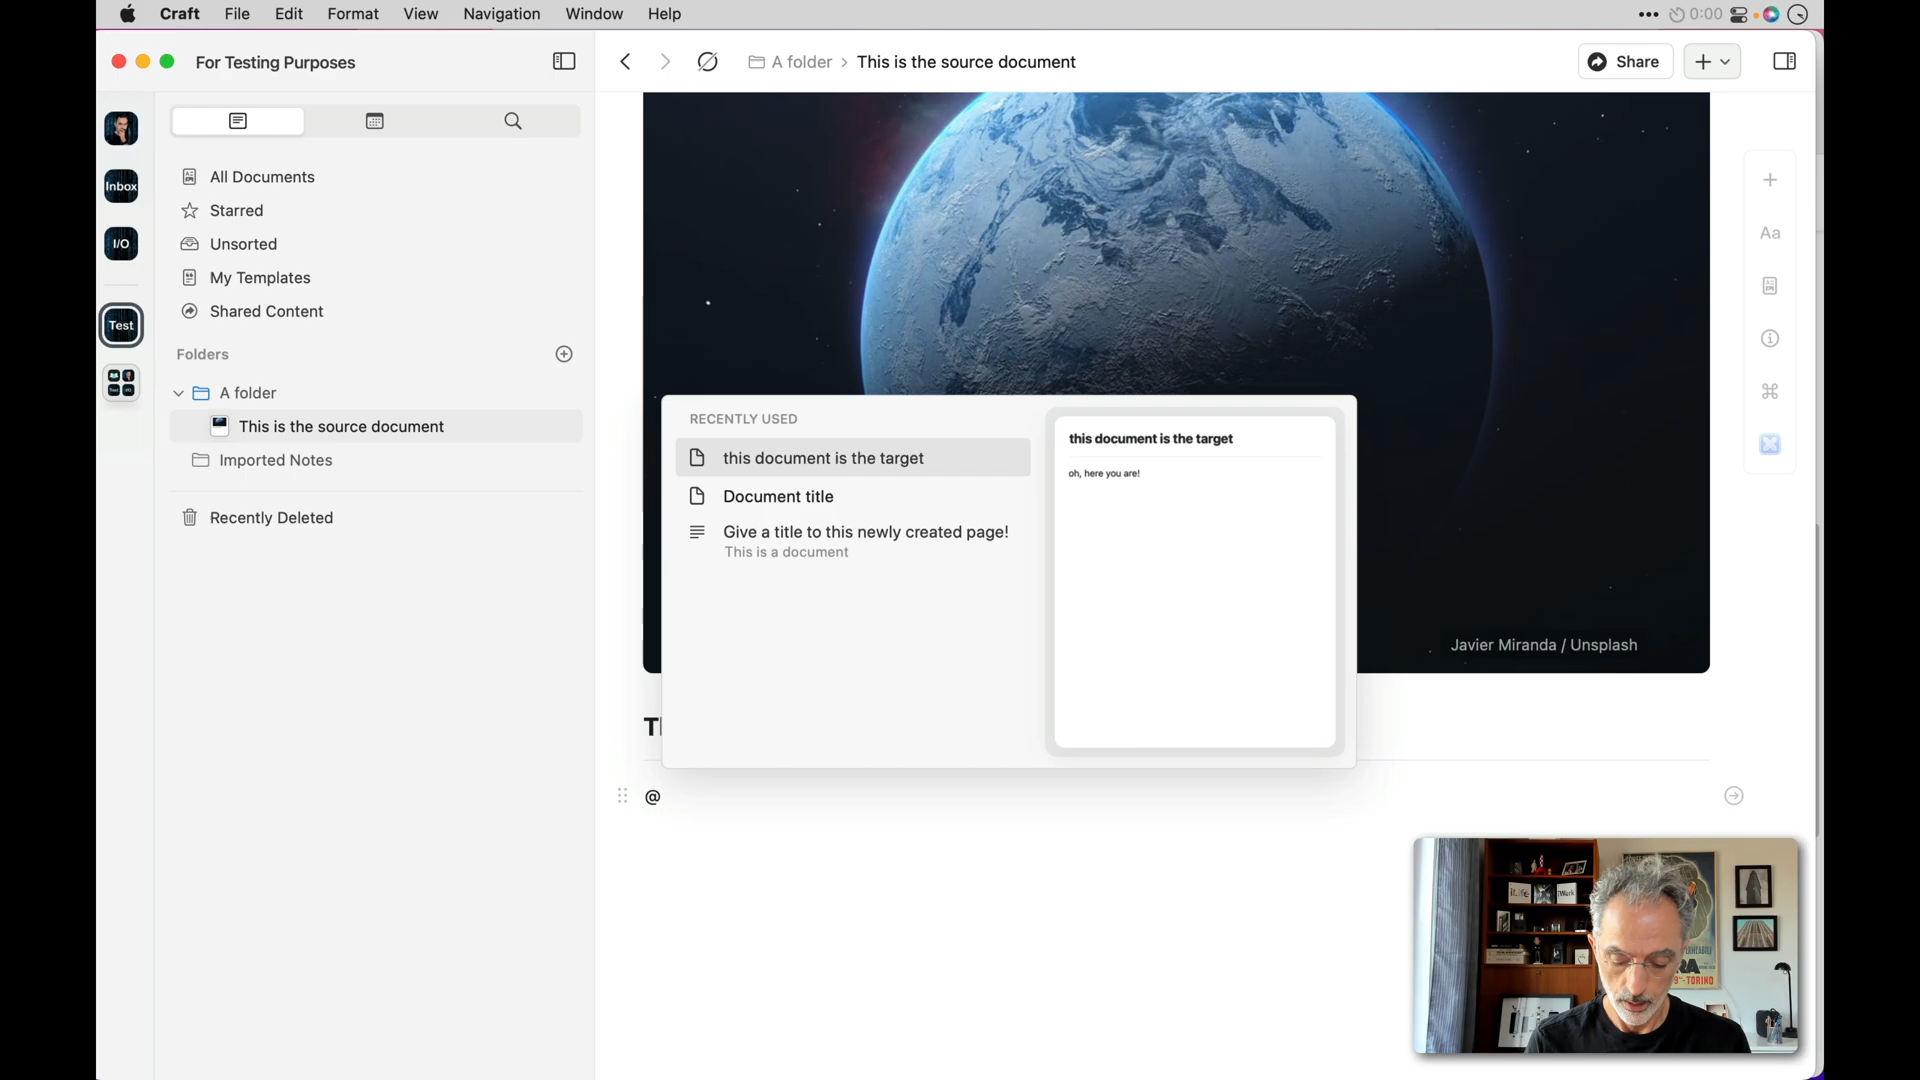 Craft File Edit Format View Navigation Window Help
0:00
For Testing Purposes
A folder › This is the source document
Share
Inbox
I/O
Test
All Documents
Starred
Unsorted
My Templates
Shared Content
Folders
A folder
This is the source document
Imported Notes
Recently Deleted
Aa
RECENTLY USED
this document is the target
Document title
Give a title to this newly created page!
This is a document
this document is the target
oh, here you are!
Javier Miranda / Unsplash
@
iLife
iWork
TORINO